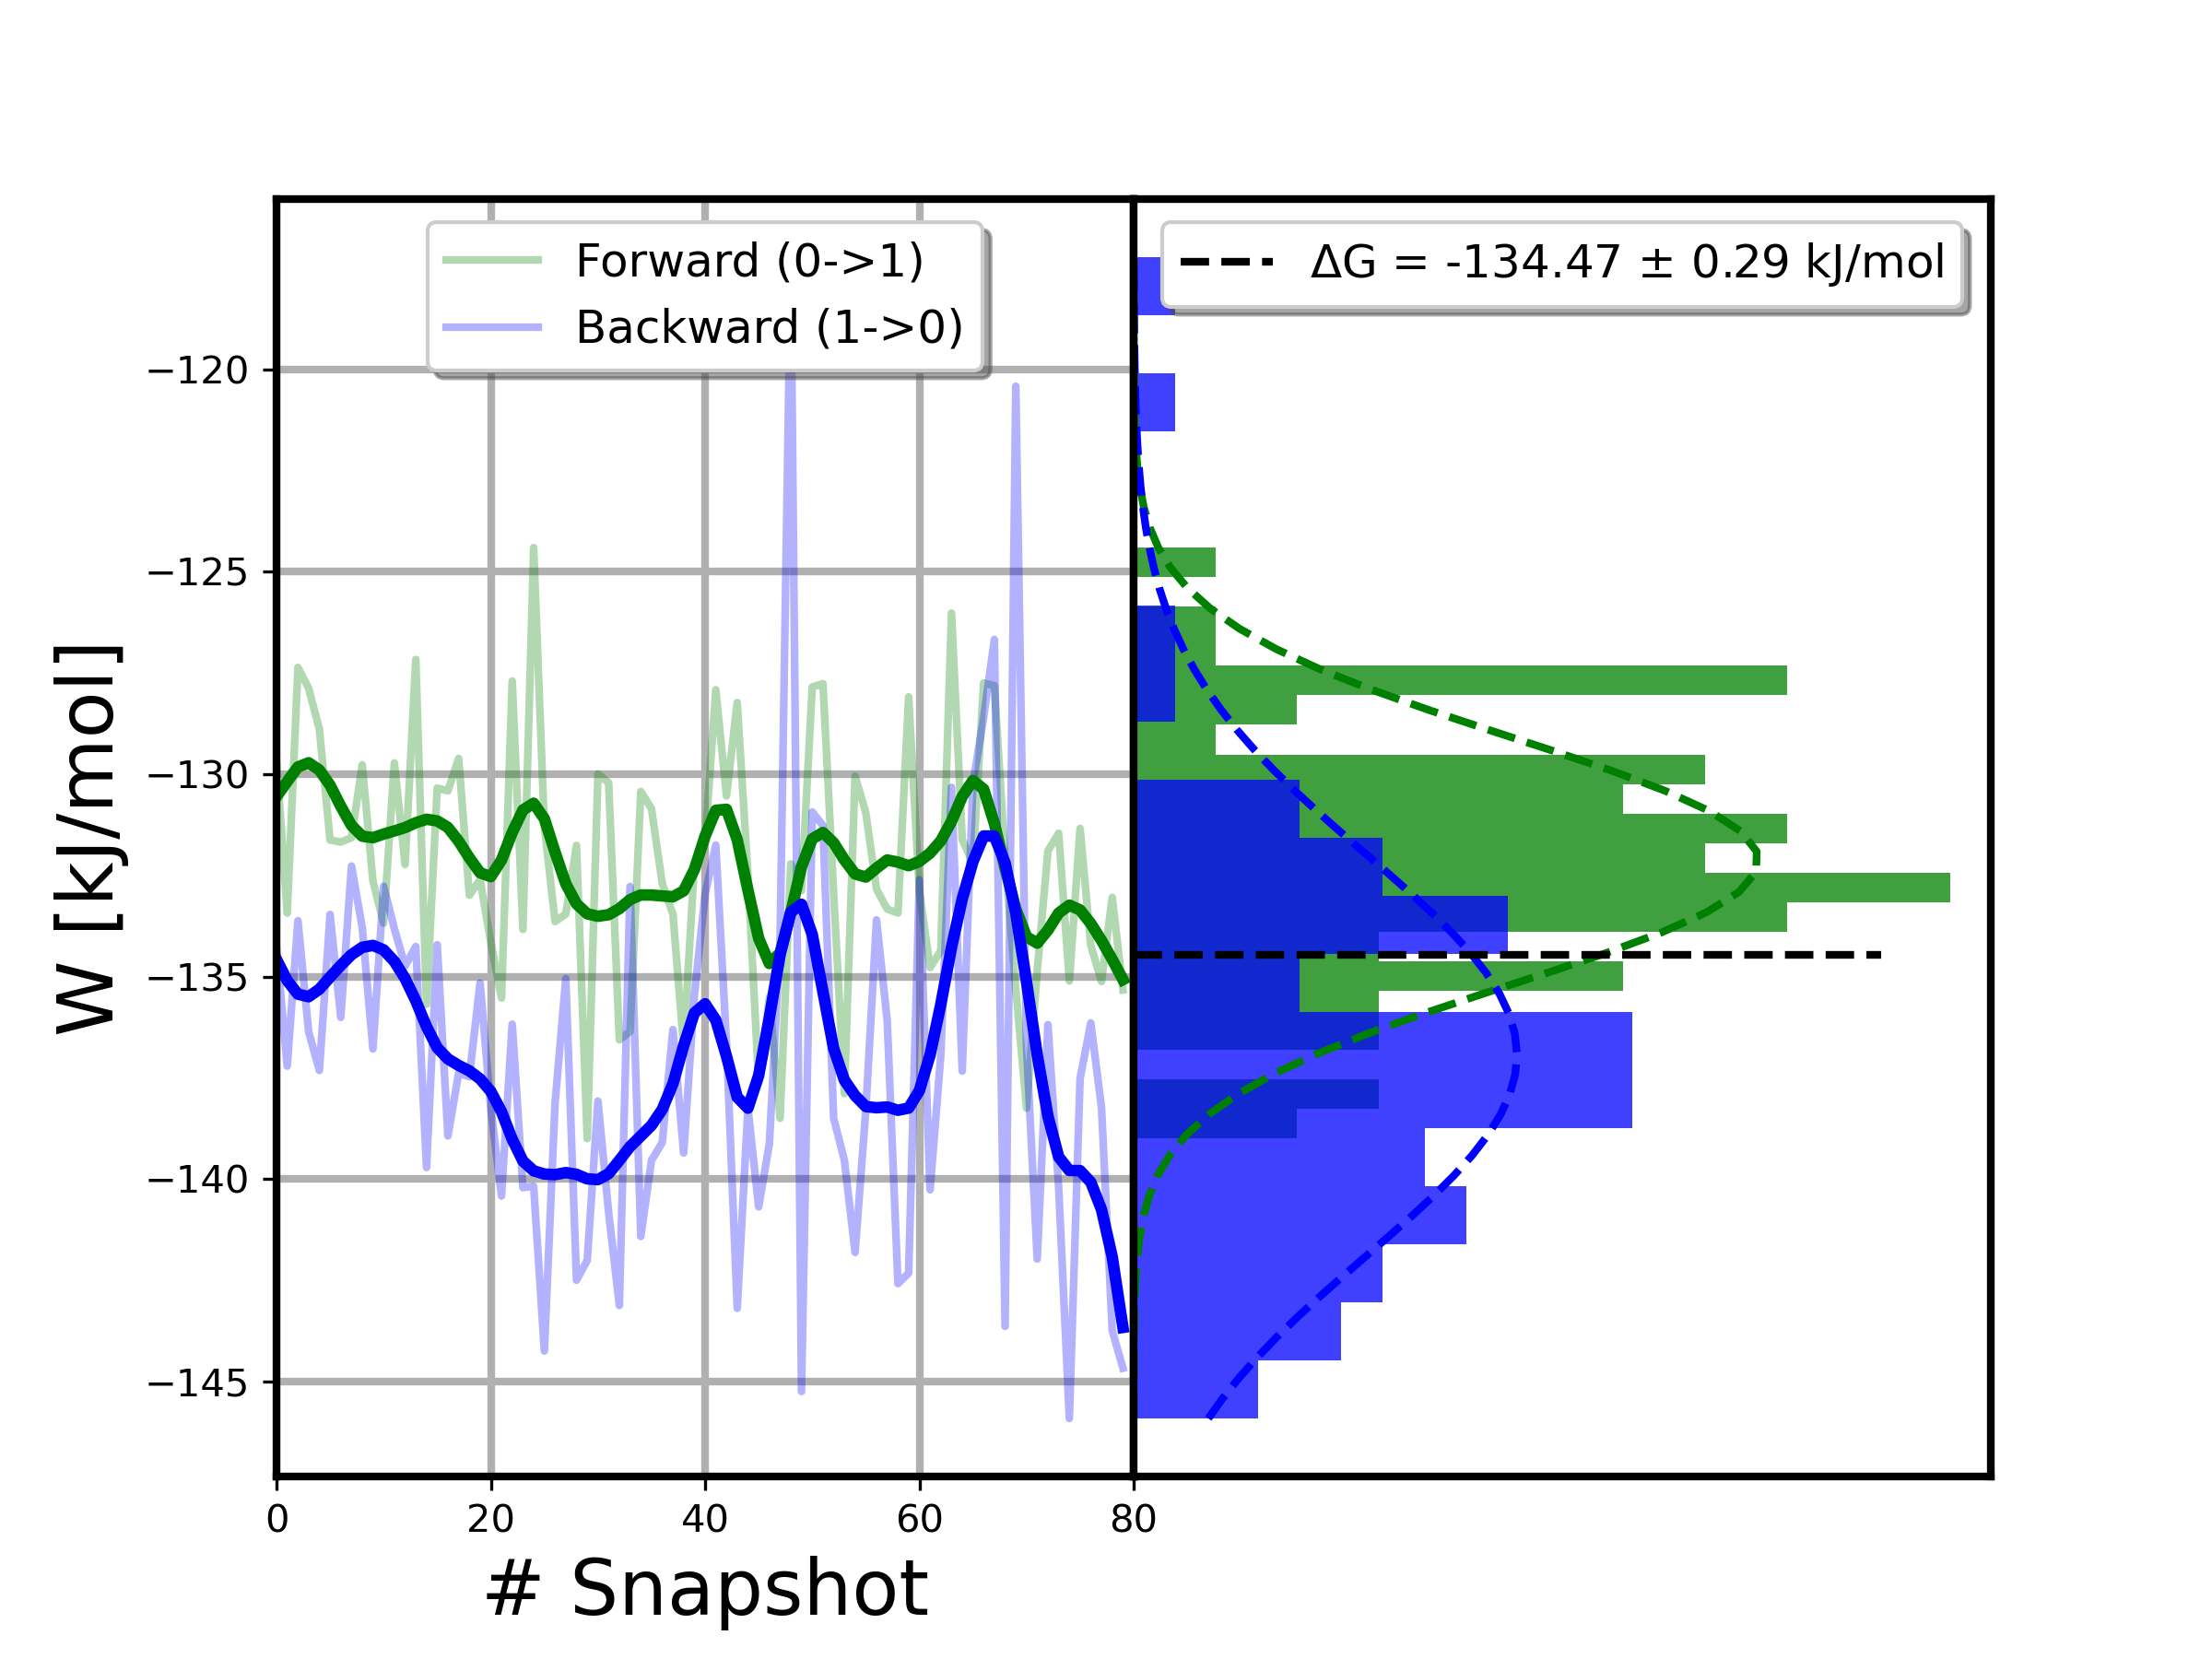 Forward (0->1)
Backward (1->0)
ΔG = -134.47 ± 0.29 kJ/mol
W [kJ/mol]
−120
−125
−130
−135
−140
−145
0 20 40 60 80
# Snapshot